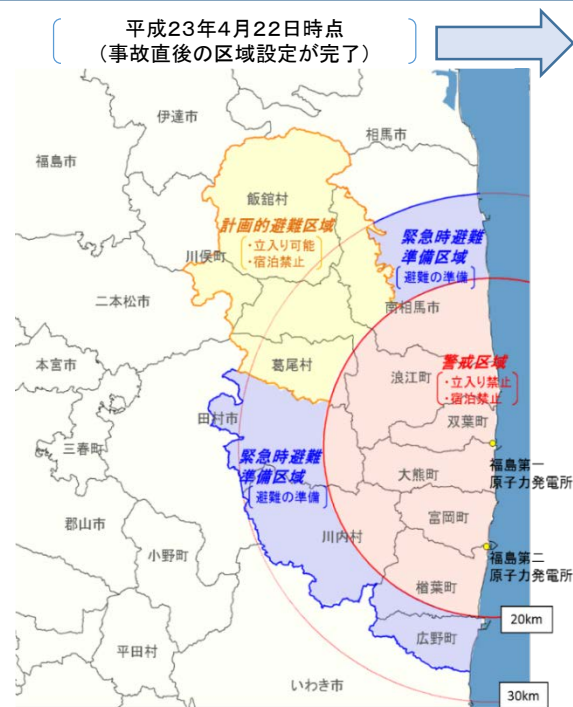 平成23年4月22日時点
（事故直後の区域設定が完了）
伊達市
相馬市
福島市
飯舘村
計画的避難区域
・立入り可能
・宿泊禁止
川俣町
緊急時避難
準備区域
避難の準備
二本松市
南相馬市
本宮市
葛尾村
浪江町
警戒区域
・立入り禁止
・宿泊禁止
田村市
双葉町
三春町
緊急時避難
準備区域
避難の準備
大熊町
福島第一
原子力発電所
郡山市
富岡町
小野町
川内村
福島第二
原子力発電所
楢葉町
20km
広野町
平田村
いわき市
30km